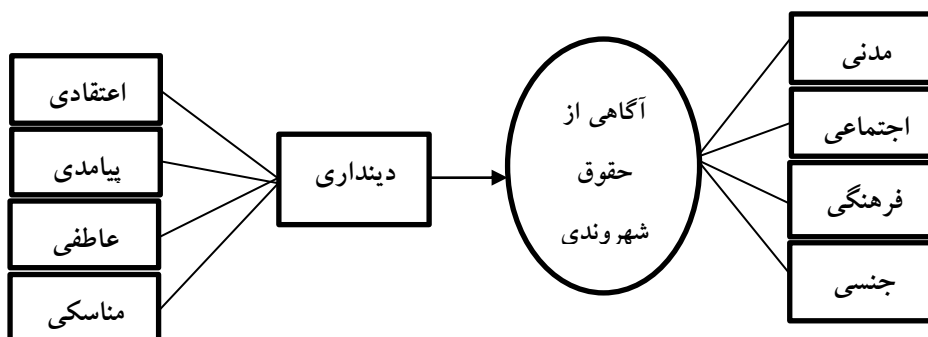 مدنی
اجتماعی
فرهنگی
جنسی
آگاهی از
حقوق
شهروندی
دینداری
اعتقادی
پیامدی
عاطفی
مناسکی